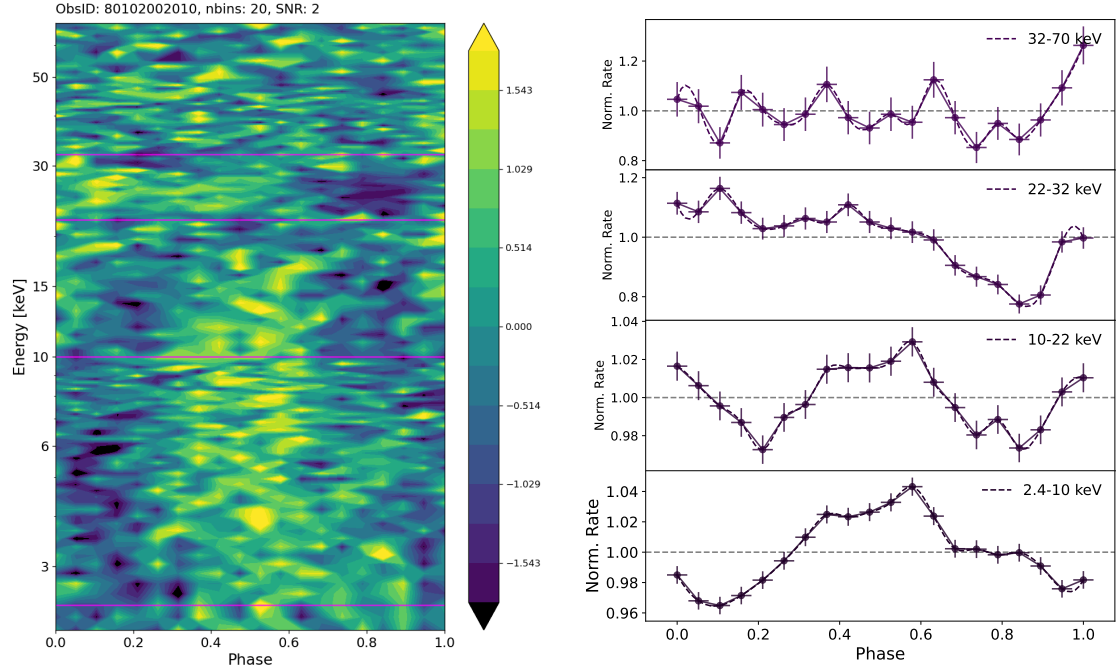 ObsID: 80102002010, nbins: 20, SNR: 2
Energy [keV]
50
30
15
10
6
3
0.0 0.2 0.4 0.6 0.8 1.0
Phase
1.543
1.029
0.514
0.000
−0.514
−1.029
−1.543
32-70 keV
Norm. Rate
1.2
1.0
0.8
22-32 keV
Norm. Rate
1.2
1.0
0.8
10-22 keV
Norm. Rate
1.04
1.02
1.00
0.98
2.4-10 keV
Norm. Rate
1.04
1.02
1.00
0.98
0.96
0.0 0.2 0.4 0.6 0.8 1.0
Phase